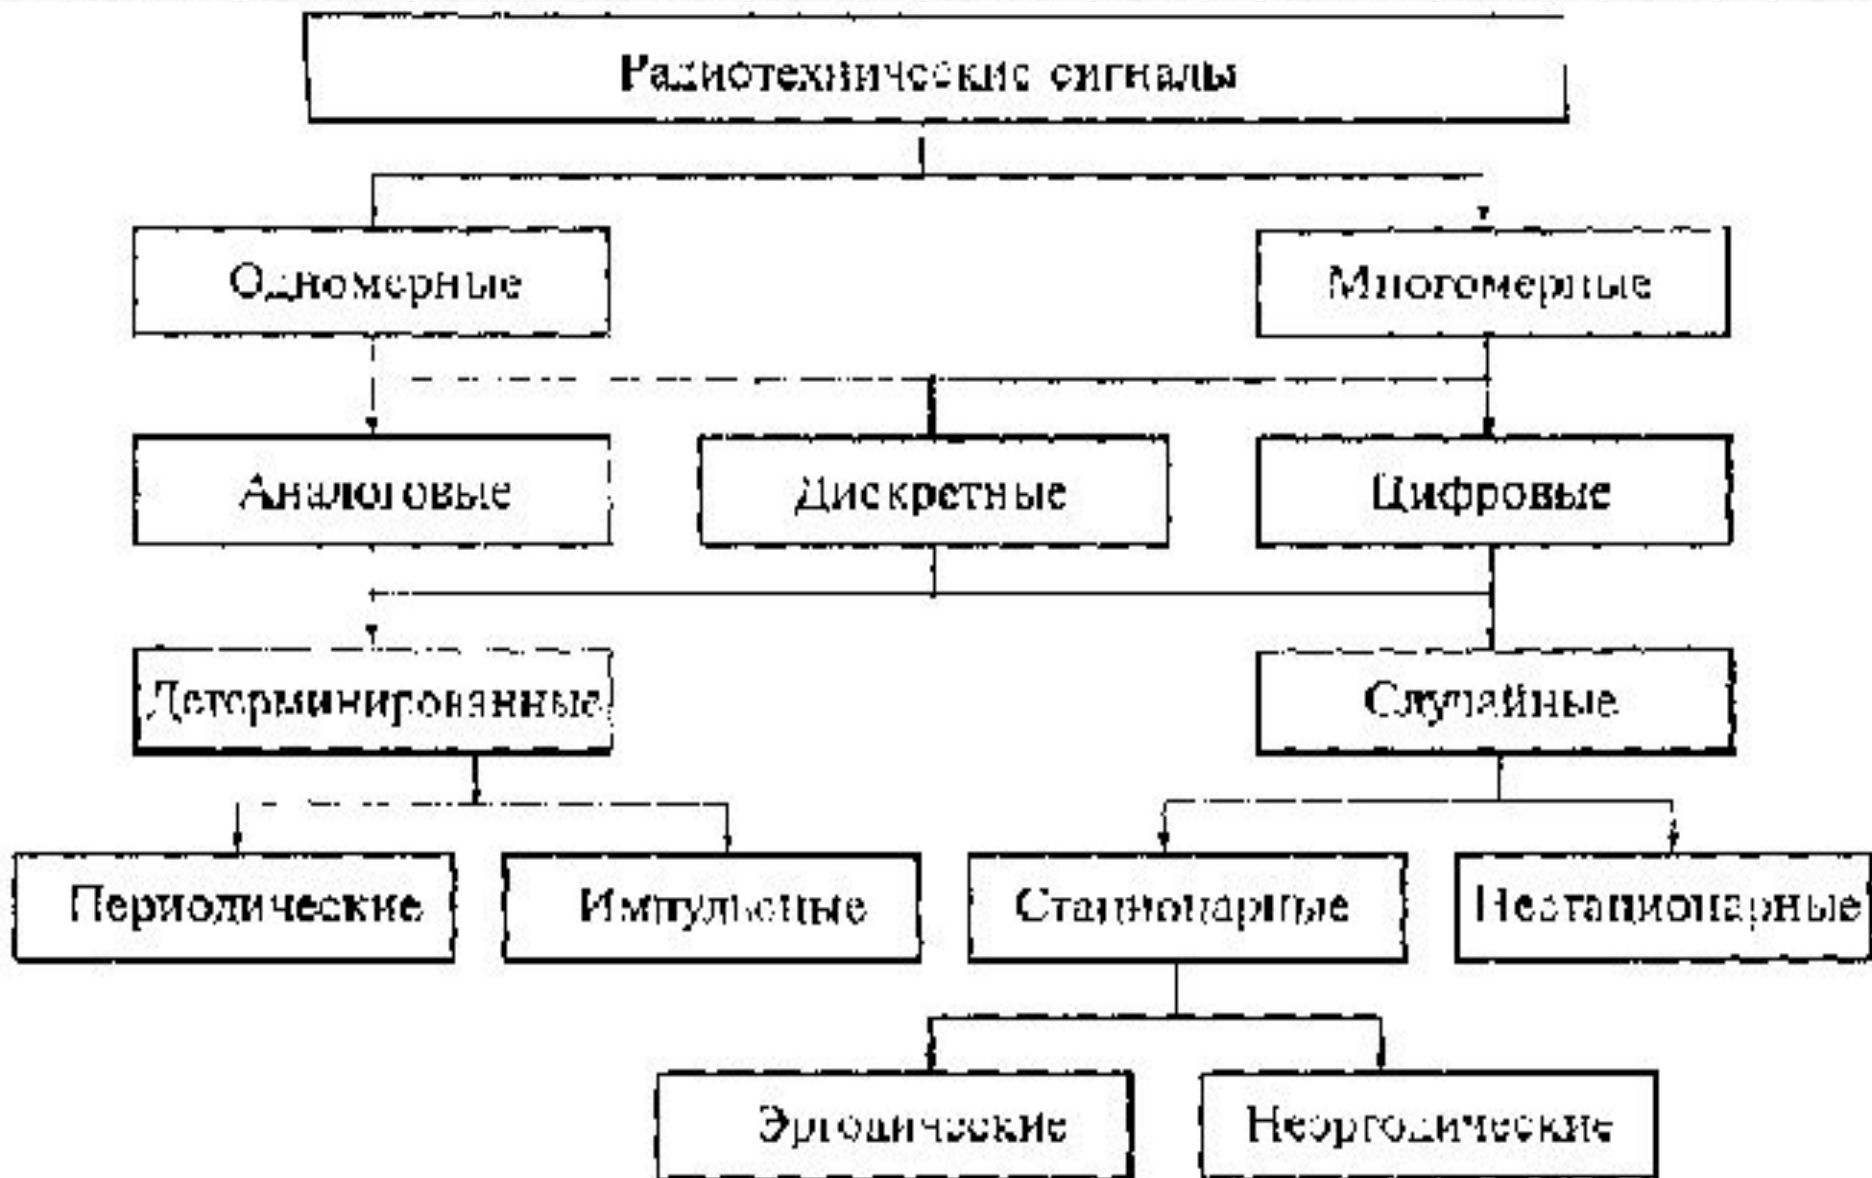 Радиотехнические сигналы
Одномерные
Многомерные
Аналоговые
Дискретные
Цифровые
Детерминированные
Случайные
Периодические
Импульсные
Стационарные
Нестационарные
Эргодические
Неэргодические